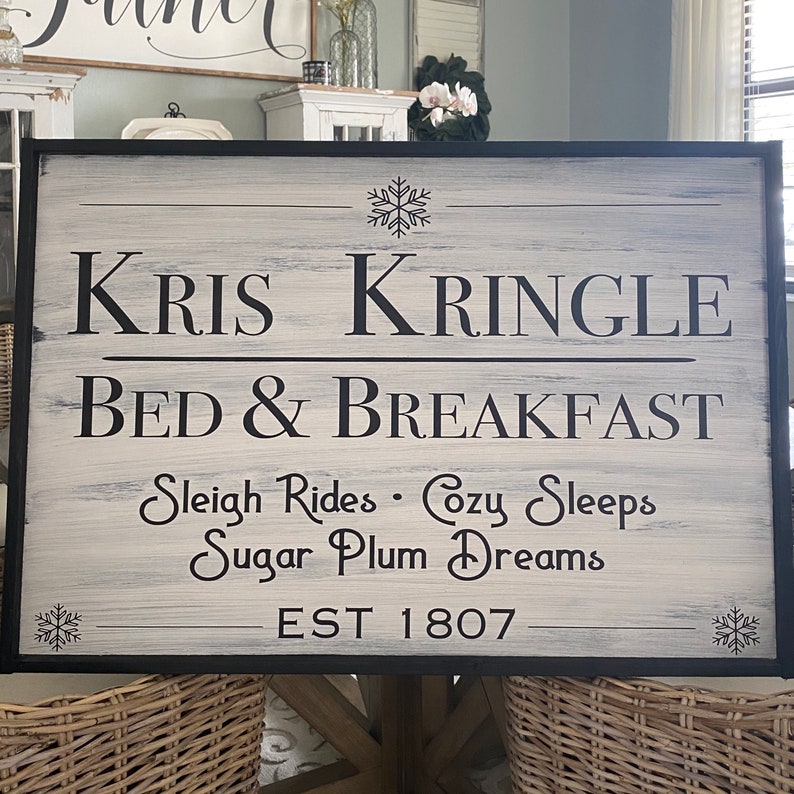 KRIS KRINGLE
BED & BREAKFAST
Sleigh Rides • Cozy Sleeps
Sugar Plum Dreams
EST 1807